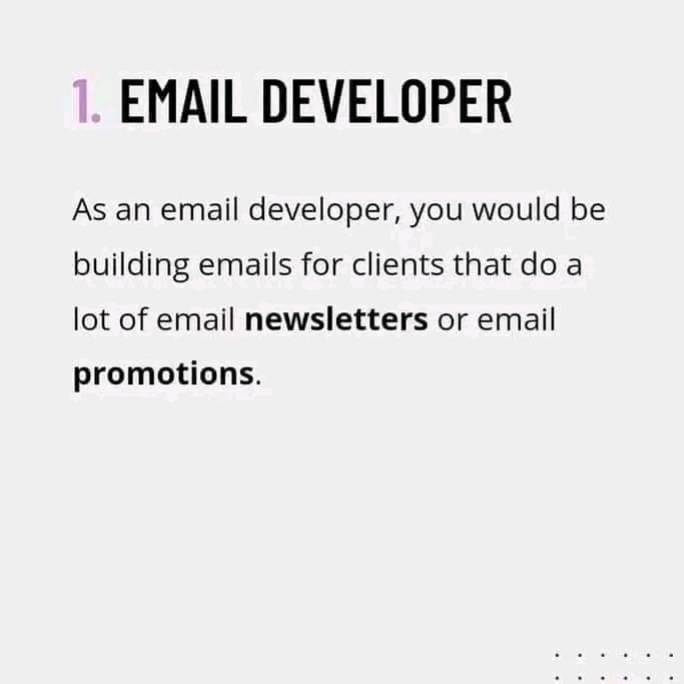 1. EMAIL DEVELOPER
As an email developer, you would be
building emails for clients that do a
lot of email newsletters or email
promotions.